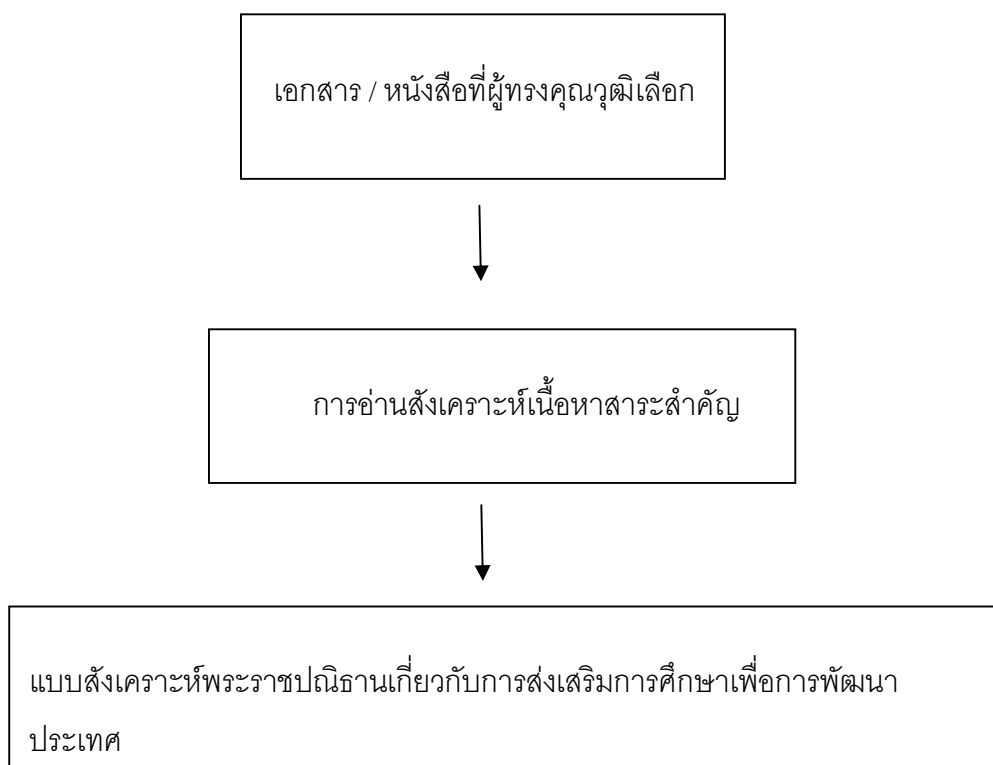 เอกสาร / หนังสือที่ผู้ทรงคุณวุฒิเลือก
การอ่านสังเคราะห์เนื้อหาสาระสำคัญ
แบบสังเคราะห์พระราชปณิธานเกี่ยวกับการส่งเสริมการศึกษาเพื่อการพัฒนา
ประเทศ